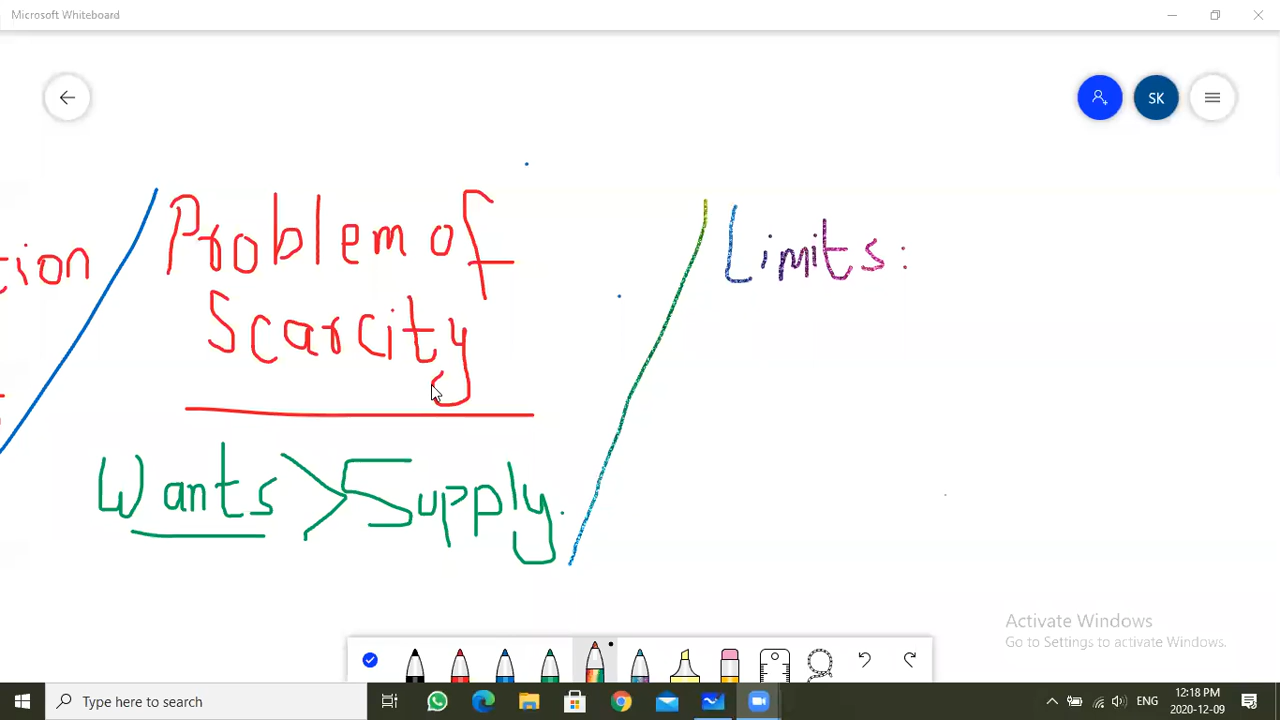 Microsoft Whiteboard
SK
tion
Problem of
Scarcity
Wants > Supply.
Limits :
Activate Windows
Go to Settings to activate Windows.
Type here to search
ENG
12:18 PM
2020-12-09